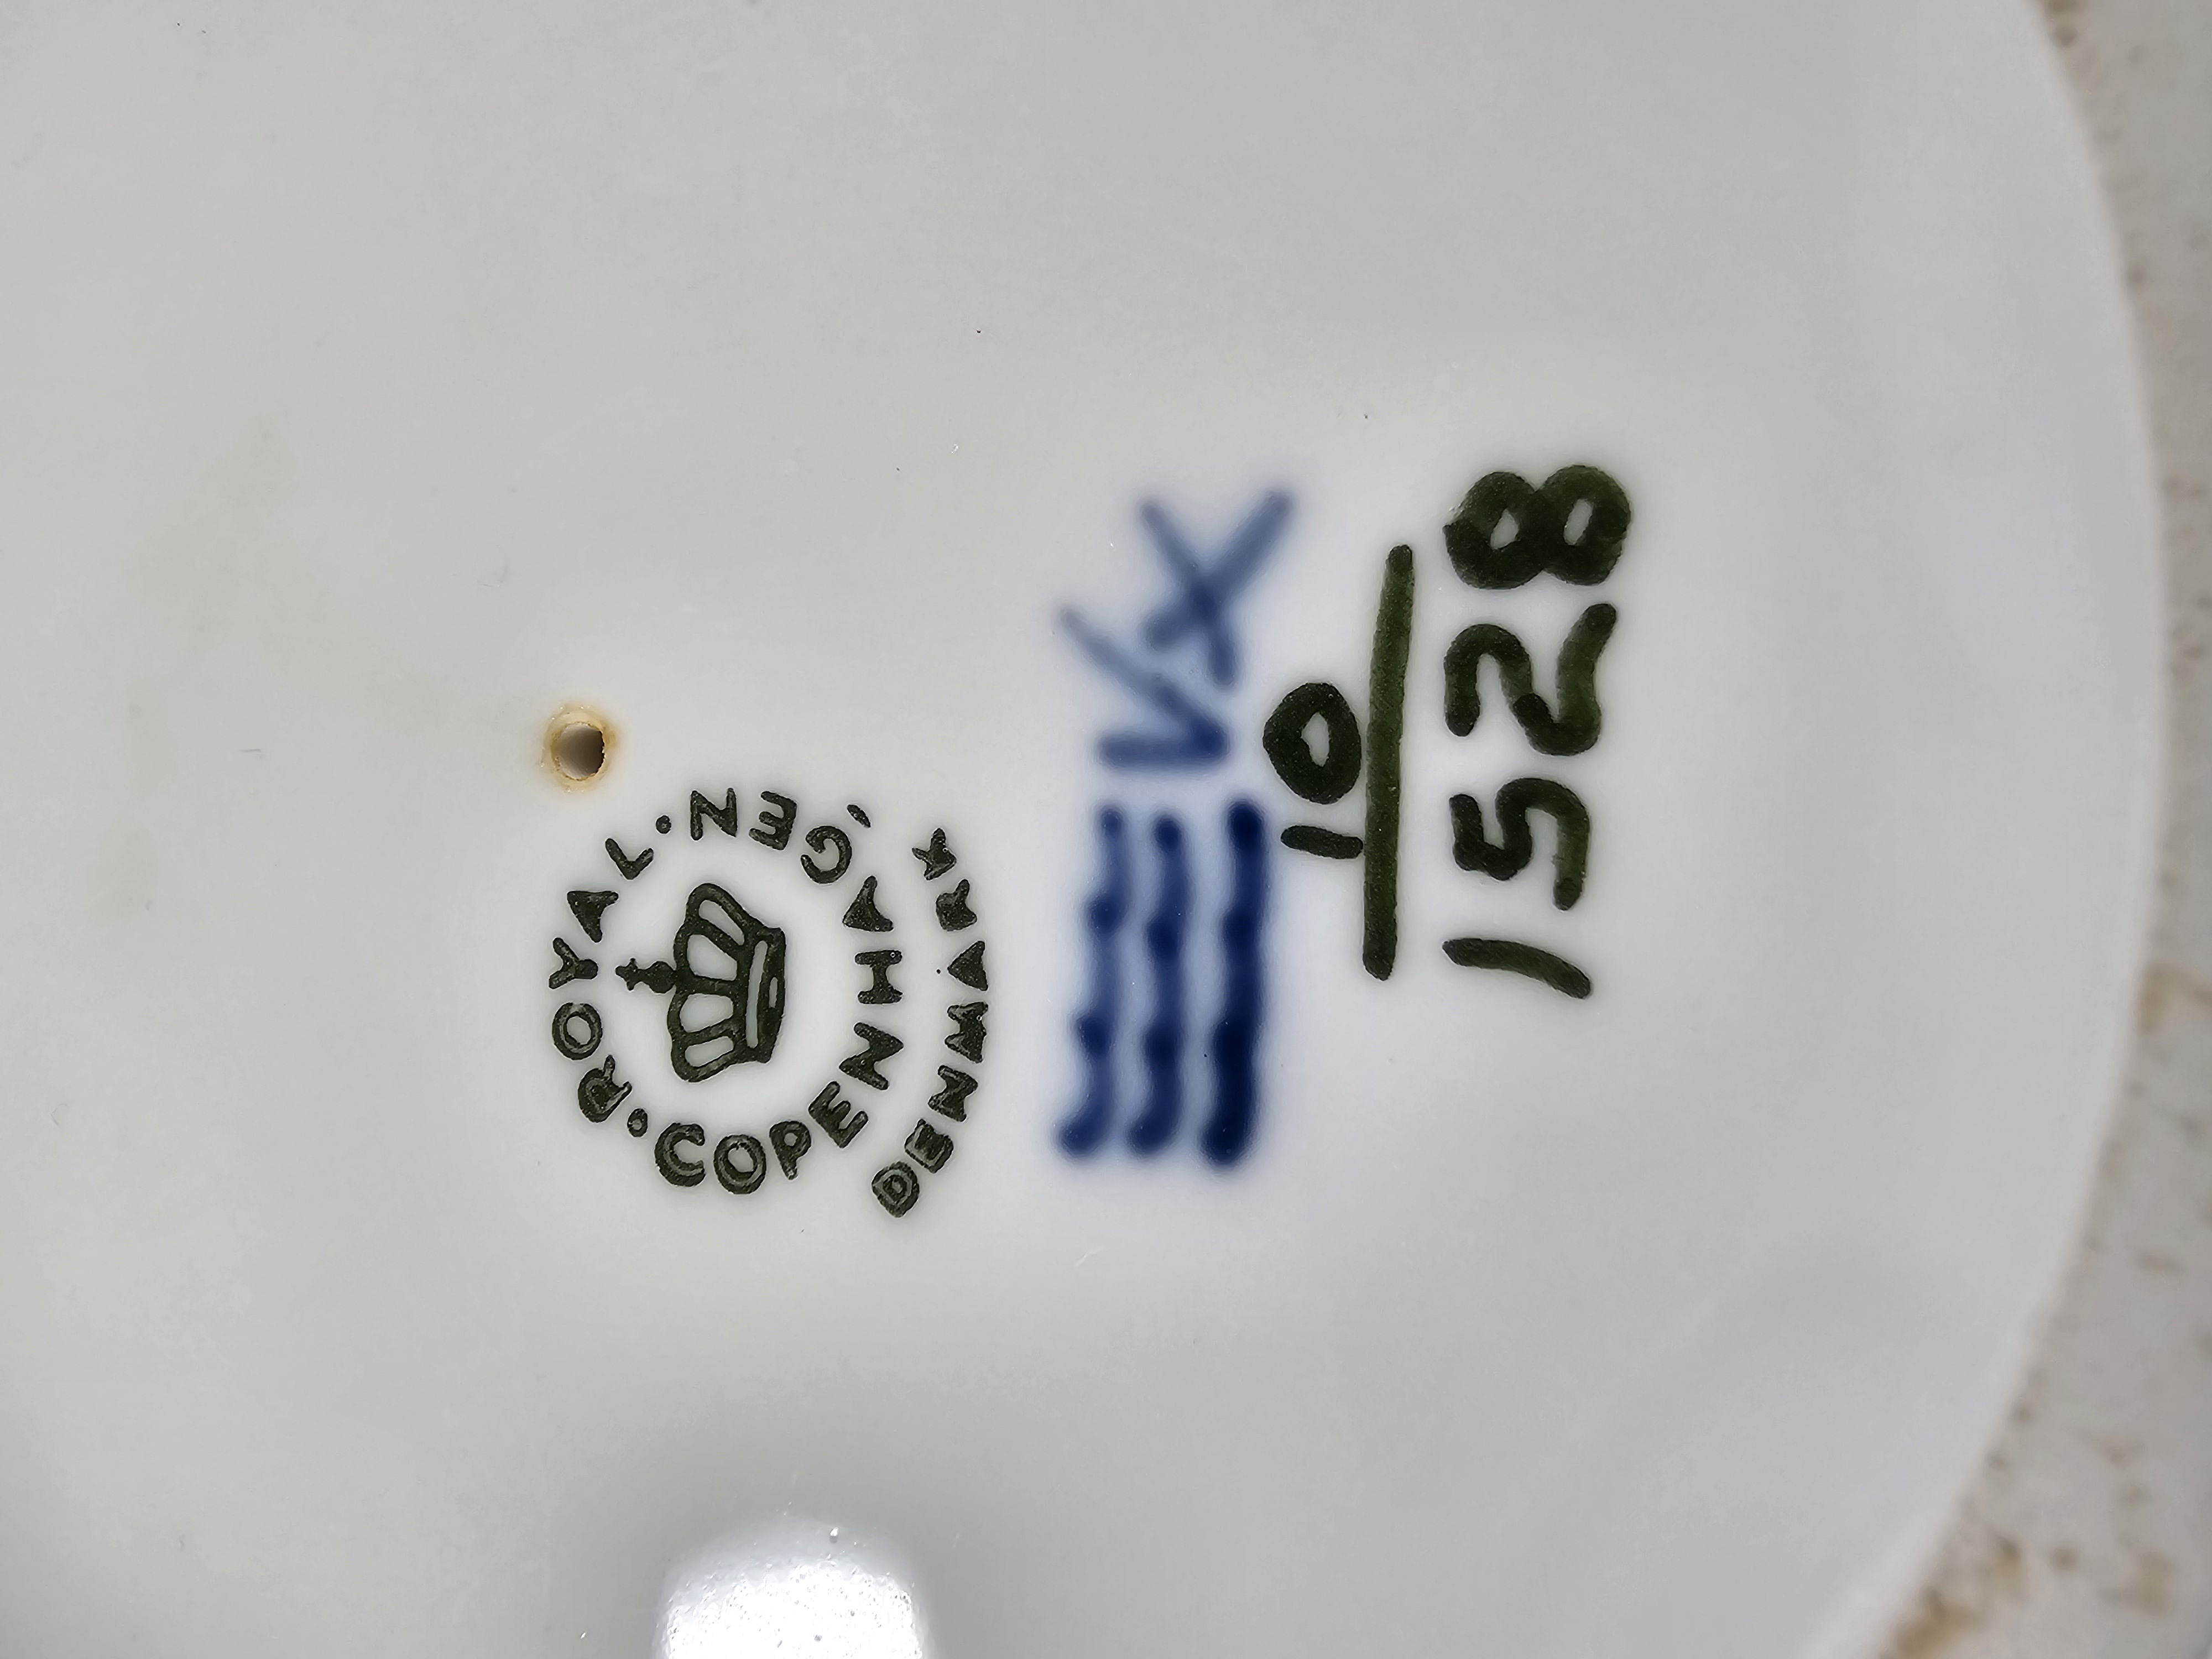 ROYAL · COPENHAGEN ·
DENMARK
10
1528